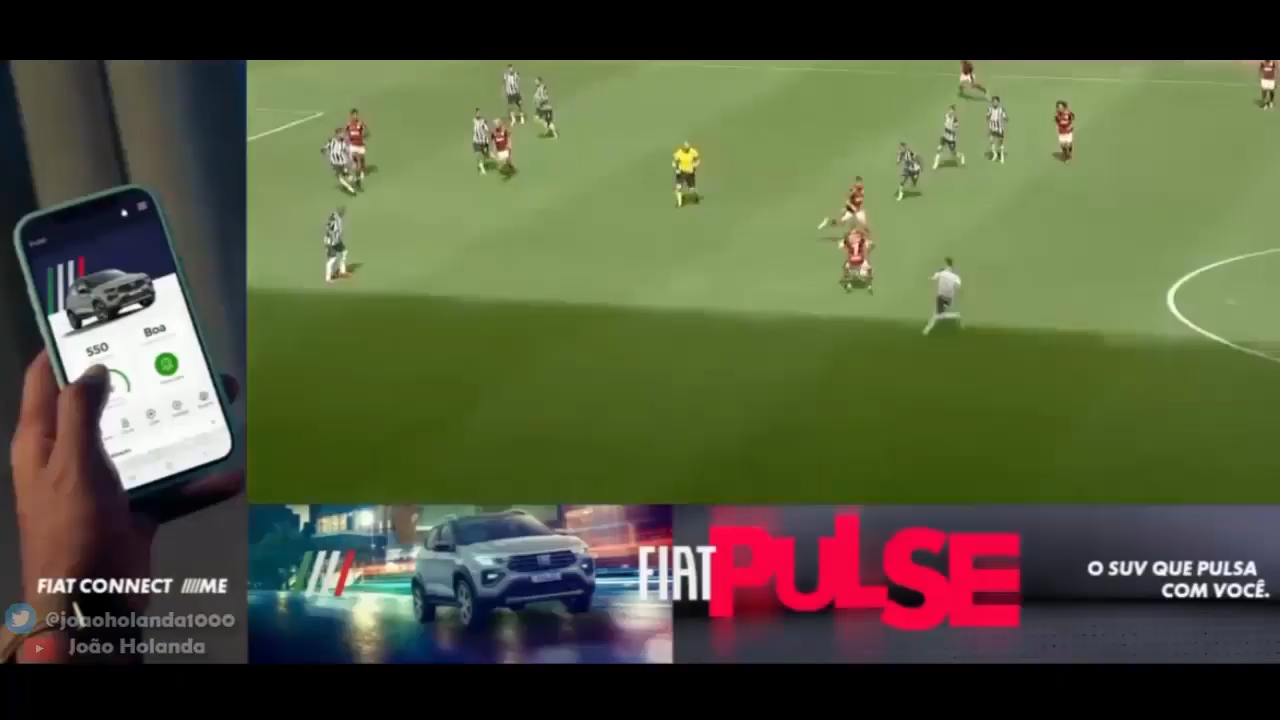 Boa
550
FIAT CONNECT ////ME
@joaoholanda1000
João Holanda
FIAT PULSE
O SUV QUE PULSA
COM VOCÊ.